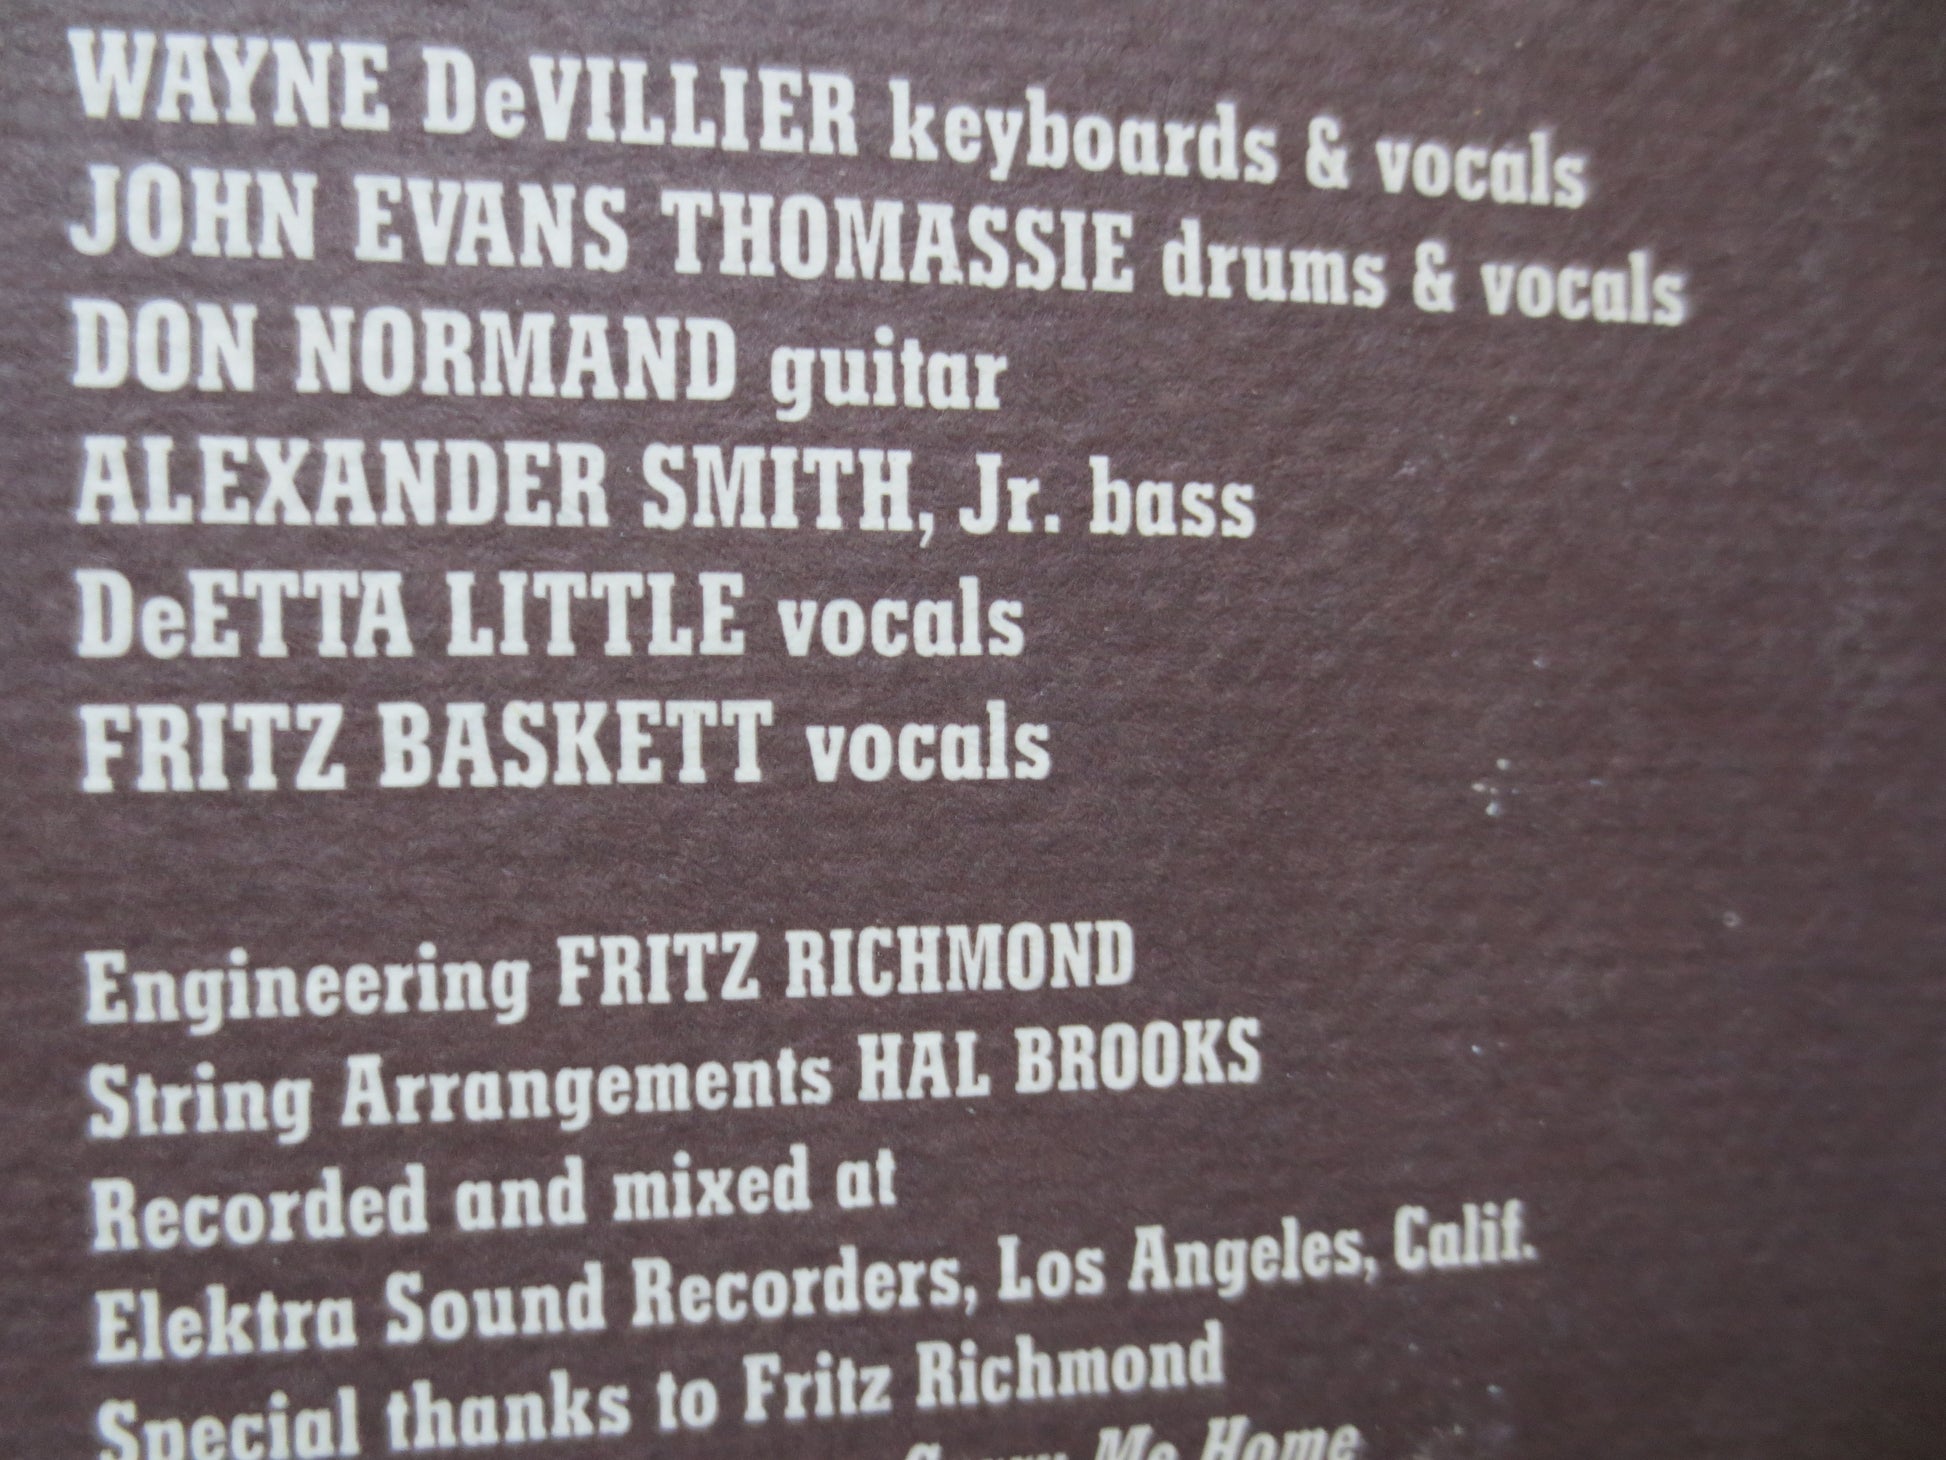 WAYNE DeVILLIER keyboards & vocals
JOHN EVANS THOMASSIE drums & vocals
DON NORMAND guitar
ALEXANDER SMITH, Jr. bass
DeETTA LITTLE vocals
FRITZ BASKETT vocals
Engineering FRITZ RICHMOND
String Arrangements HAL BROOKS
Recorded and mixed at
Elektra Sound Recorders, Los Angeles, Calif.
Special thanks to Fritz Richmond
Me Home